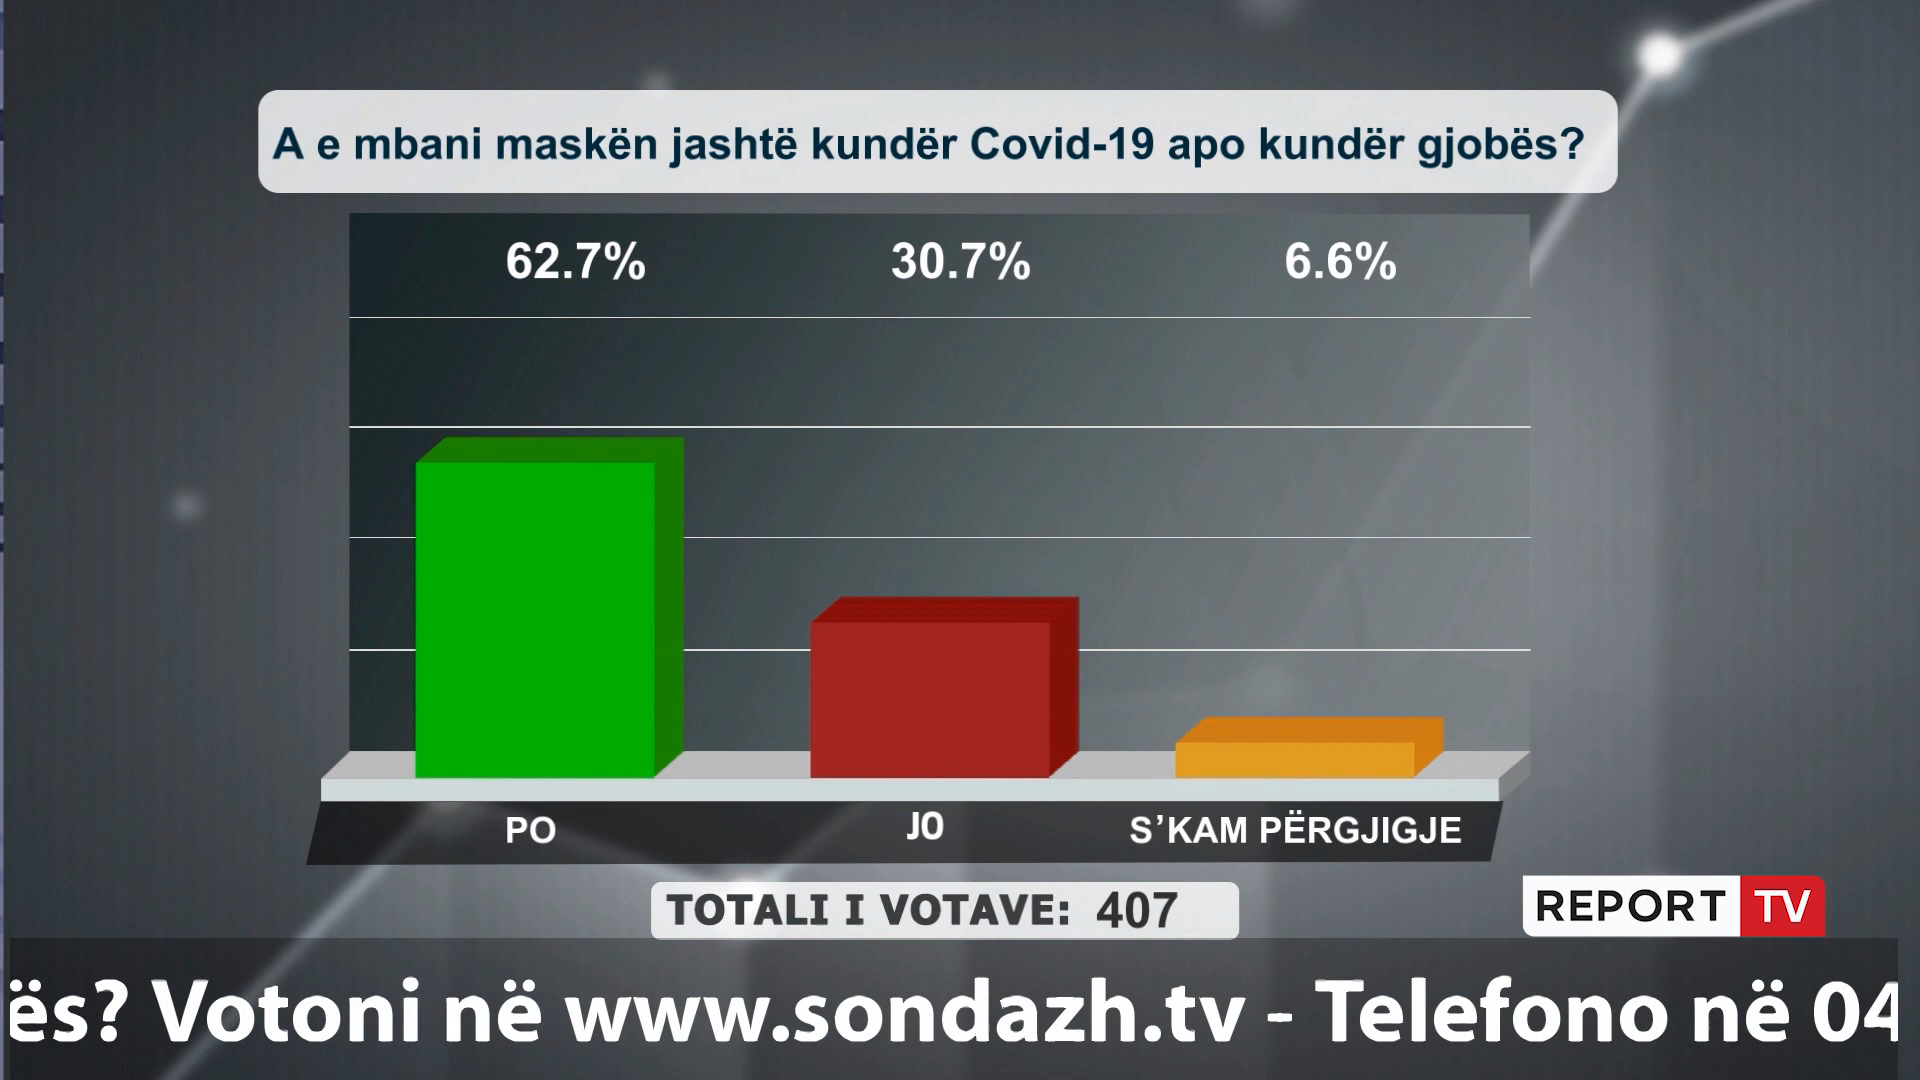 A e mbani maskën jashtë kundër Covid-19 apo kundër gjobës?
62.7% 30.7% 6.6%
PO JO S’KAM PËRGJIGJE
TOTALI I VOTAVE: 407
REPORT TV
ës? Votoni në www.sondazh.tv - Telefono në 04